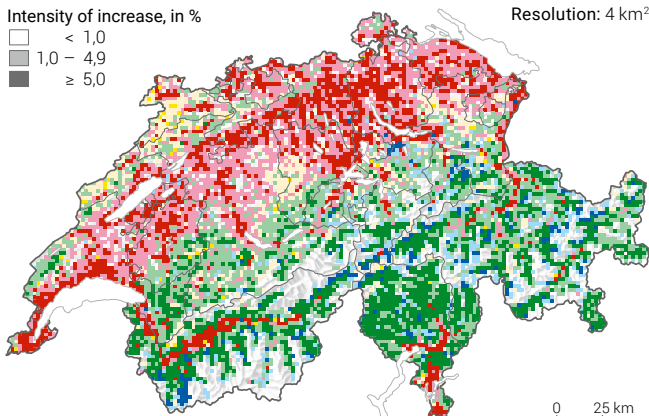 Intensity of increase, in %
< 1,0
1,0 – 4,9
≥ 5,0
Resolution: 4 km²
0 25 km